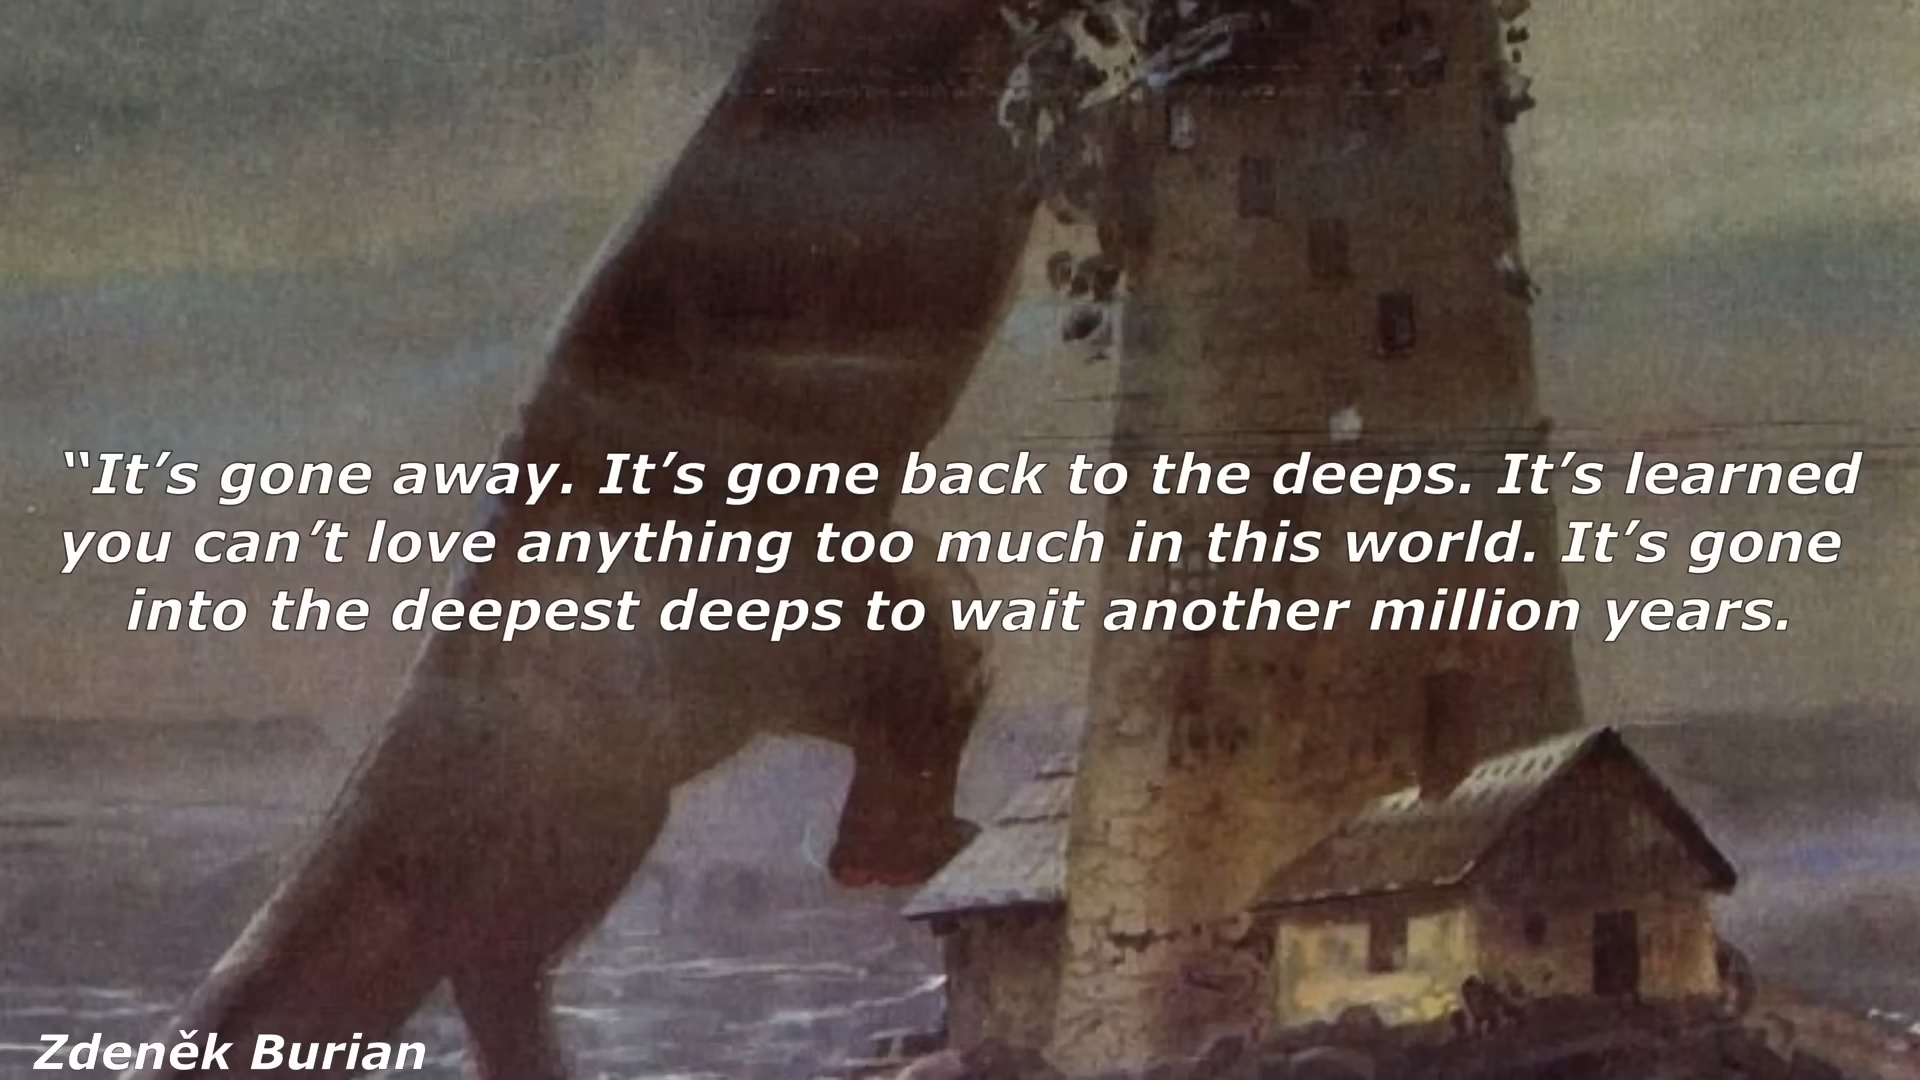 “It’s gone away. It’s gone back to the deeps. It’s learned
you can’t love anything too much in this world. It’s gone
into the deepest deeps to wait another million years.
Zdeněk Burian